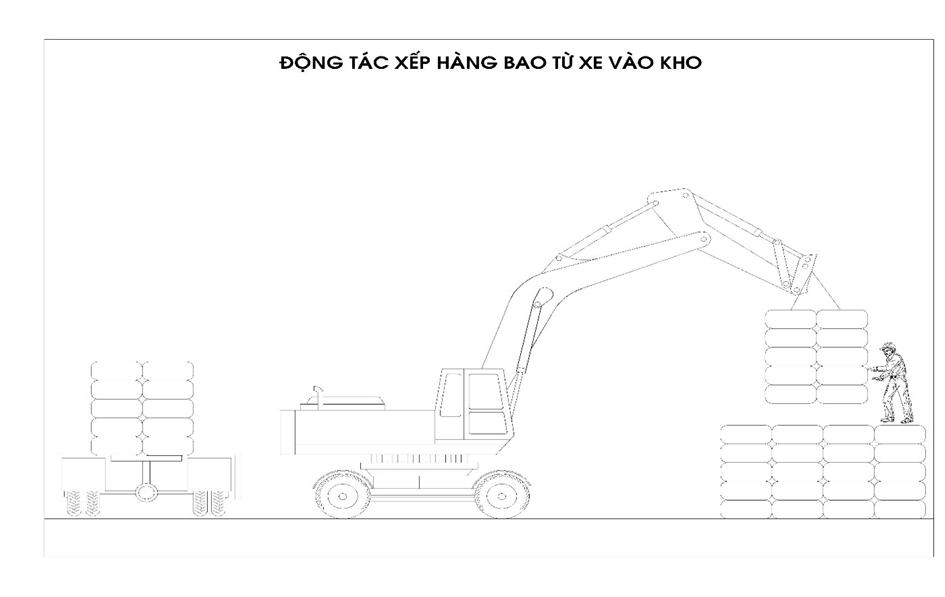 ĐỘNG TÁC XẾP HÀNG BAO TỪ XE VÀO KHO